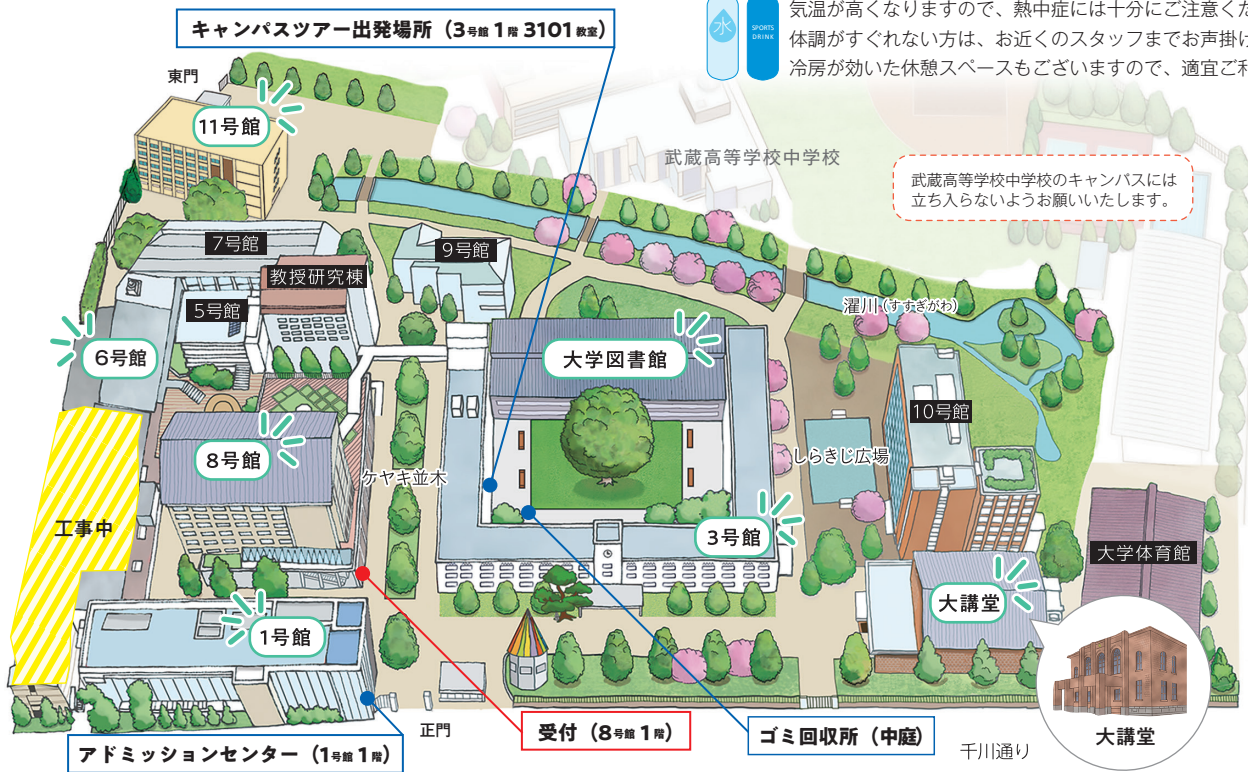 キャンパスツアー出発場所（3号館 1階 3101教室）
水
SPORTS
DRINK
気温が高くなりますので、熱中症には十分にご注意くだ
体調がすぐれない方は、お近くのスタッフまでお声掛け
冷房が効いた休憩スペースもございますので、適宜ご利
東門
11号館
武蔵高等学校中学校
武蔵高等学校中学校のキャンパスには
立ち入らないようお願いいたします。
7号館
9号館
教授研究棟
5号館
濯川（すすぎがわ）
6号館
大学図書館
10号館
8号館
ケヤキ並木
しらきじ広場
工事中
3号館
大学体育館
大講堂
1号館
正門
受付（8号館 1階）
ゴミ回収所（中庭）
アドミッションセンター（1号館 1階）
千川通り
大講堂